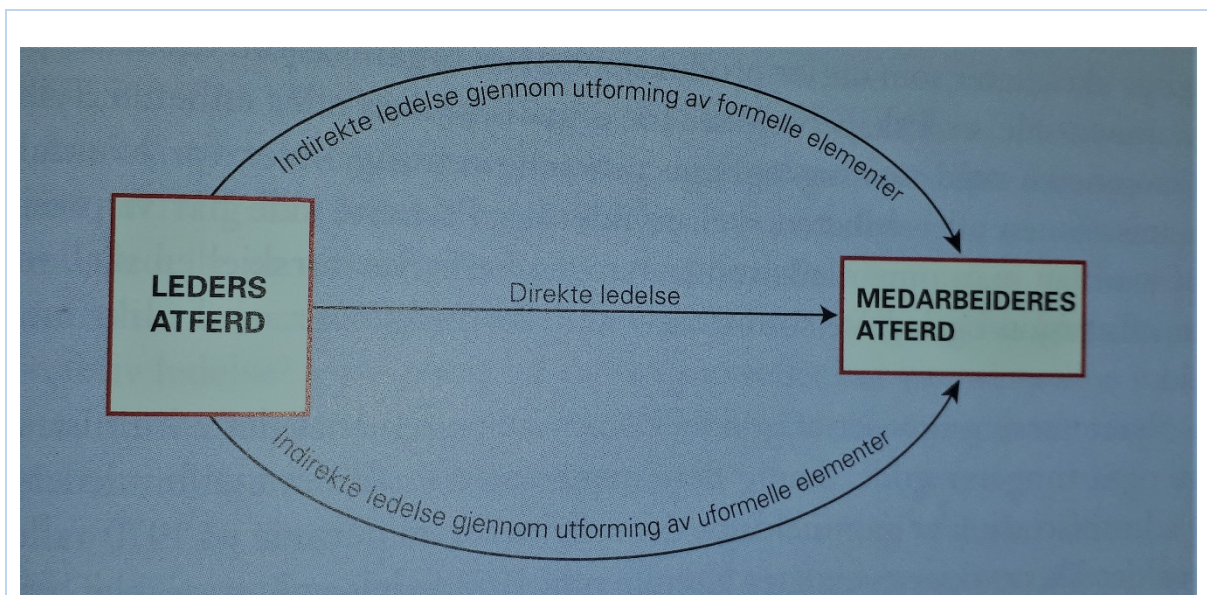 Indirekte ledelse gjennom utforming av formelle elementer
LEDERS
ATFERD
Direkte ledelse
MEDARBEIDERES
ATFERD
Indirekte ledelse gjennom utforming av uformelle elementer